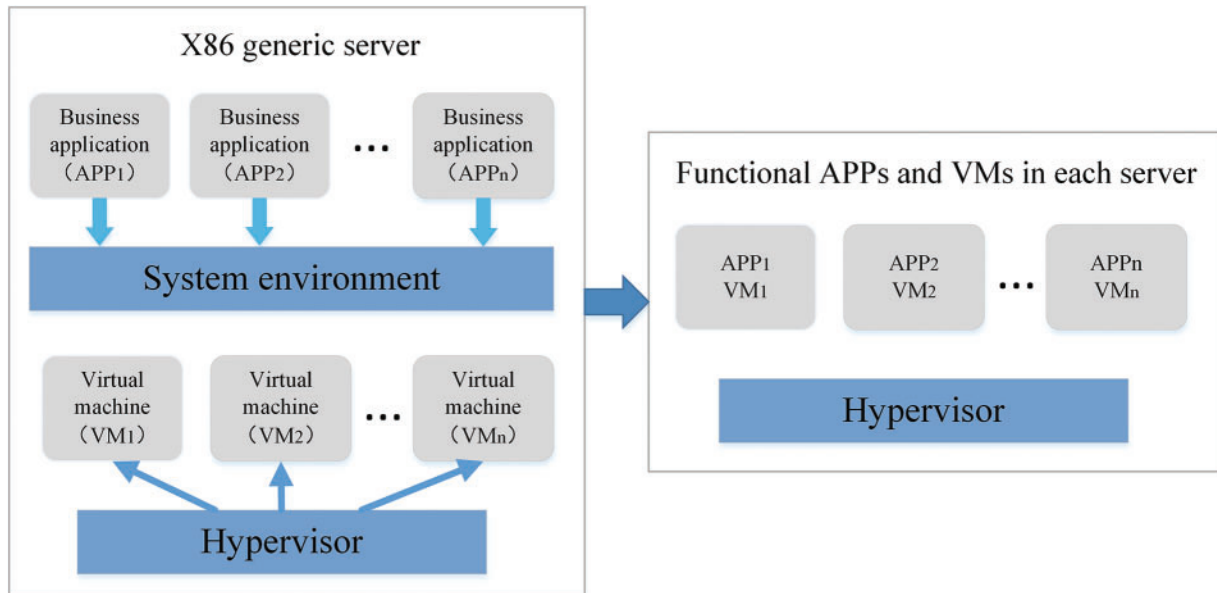 X86 generic server
Business
application
（APP1）
Business
application
（APP2）
...
Business
application
（APPn）
System environment
Virtual
machine
（VM1）
Virtual
machine
（VM2）
...
Virtual
machine
（VMn）
Hypervisor
Functional APPs and VMs in each server
APP1
VM1
APP2
VM2
...
APPn
VMn
Hypervisor